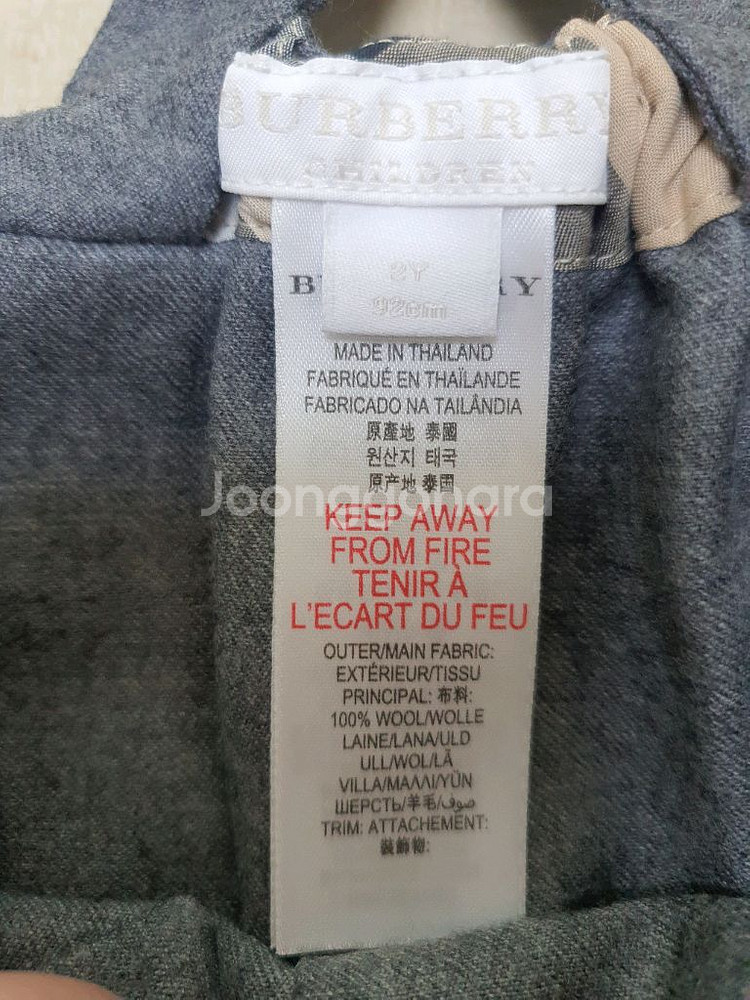 BURBERRY
CHILDREN
2Y
92cm
MADE IN THAILAND
FABRIQUÉ EN THAÏLANDE
FABRICADO NA TAILÂNDIA
原產地 泰國
원산지 태국
原产地 泰国
Joonggonara
KEEP AWAY
FROM FIRE
TENIR À
L'ECART DU FEU
OUTER/MAIN FABRIC:
EXTÉRIEUR/TISSU
PRINCIPAL: 布料:
100% WOOL/WOLLE
LAINE/LANA/ULD
ULL/WOL/LÃ
VILLA/ΜΑΛΛΙ/YÜN
ШЕРСТЬ/羊毛/صوف
TRIM: ATTACHEMENT:
裝飾物: